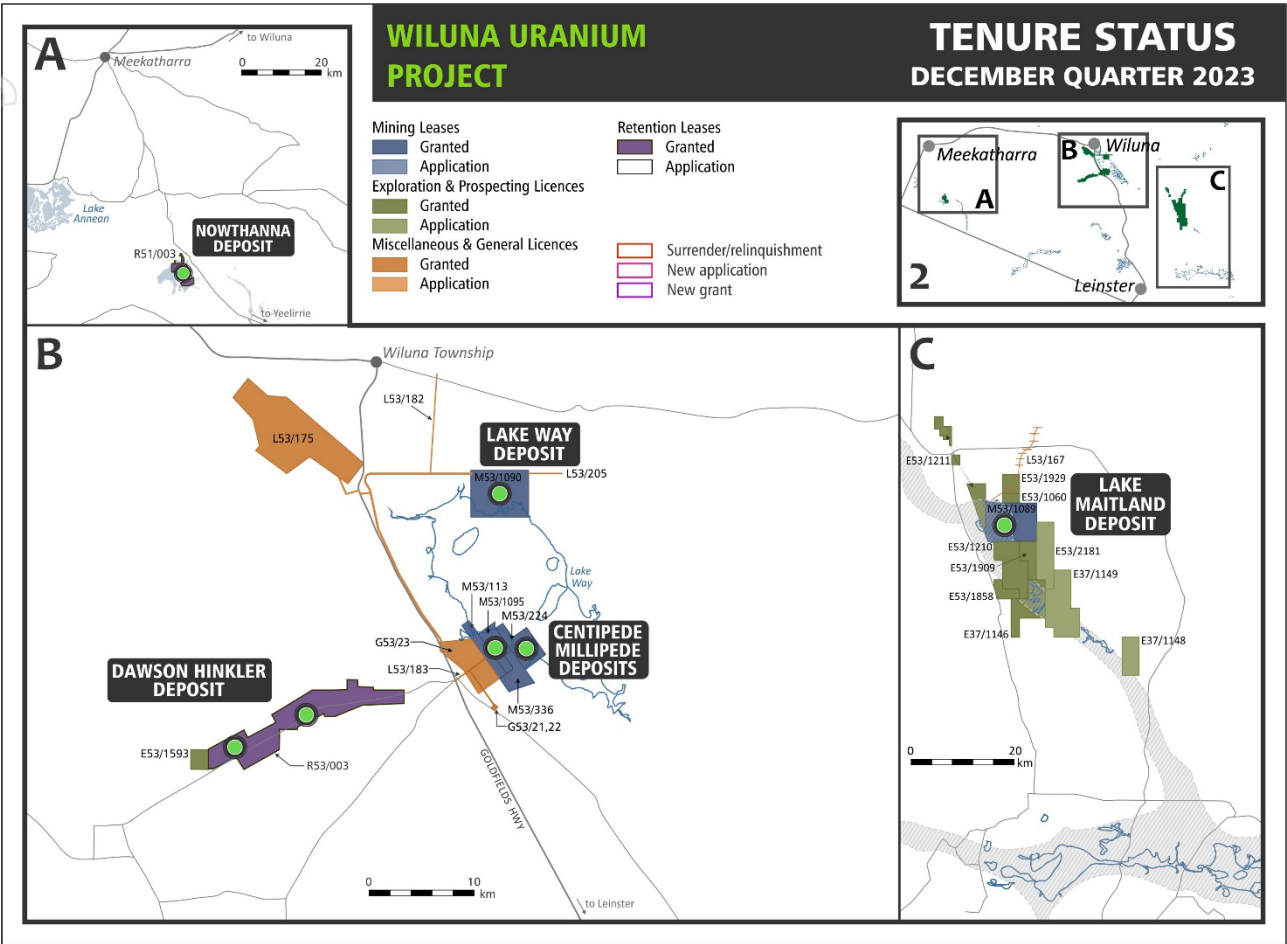 WILUNA URANIUM
PROJECT
TENURE STATUS
DECEMBER QUARTER 2023
A
to Wiluna
Meekatharra
0 20
km
Lake
Annean
NOWTHANNA
DEPOSIT
R51/003
to Yeelirrie
Mining Leases
Granted
Application
Exploration & Prospecting Licences
Granted
Application
Miscellaneous & General Licences
Granted
Application
Retention Leases
Granted
Application
Surrender/relinquishment
New application
New grant
Meekatharra
A
B
Wiluna
C
2
Leinster
B
Wiluna Township
L53/182
L53/175
LAKE WAY
DEPOSIT
M53/1090
L53/205
Lake
Way
M53/113
M53/1095
M53/224
G53/23
CENTIPEDE
MILLIPEDE
DEPOSITS
L53/183
DAWSON HINKLER
DEPOSIT
M53/336
G53/21,22
E53/1593
R53/003
GOLDFIELDS HWY
0 10
km
to Leinster
C
E53/1211
L53/167
E53/1929
E53/1060
M53/1089
LAKE
MAITLAND
DEPOSIT
E53/1210
E53/2181
E53/1909
E37/1149
E53/1858
E37/1146
E37/1148
0 20
km